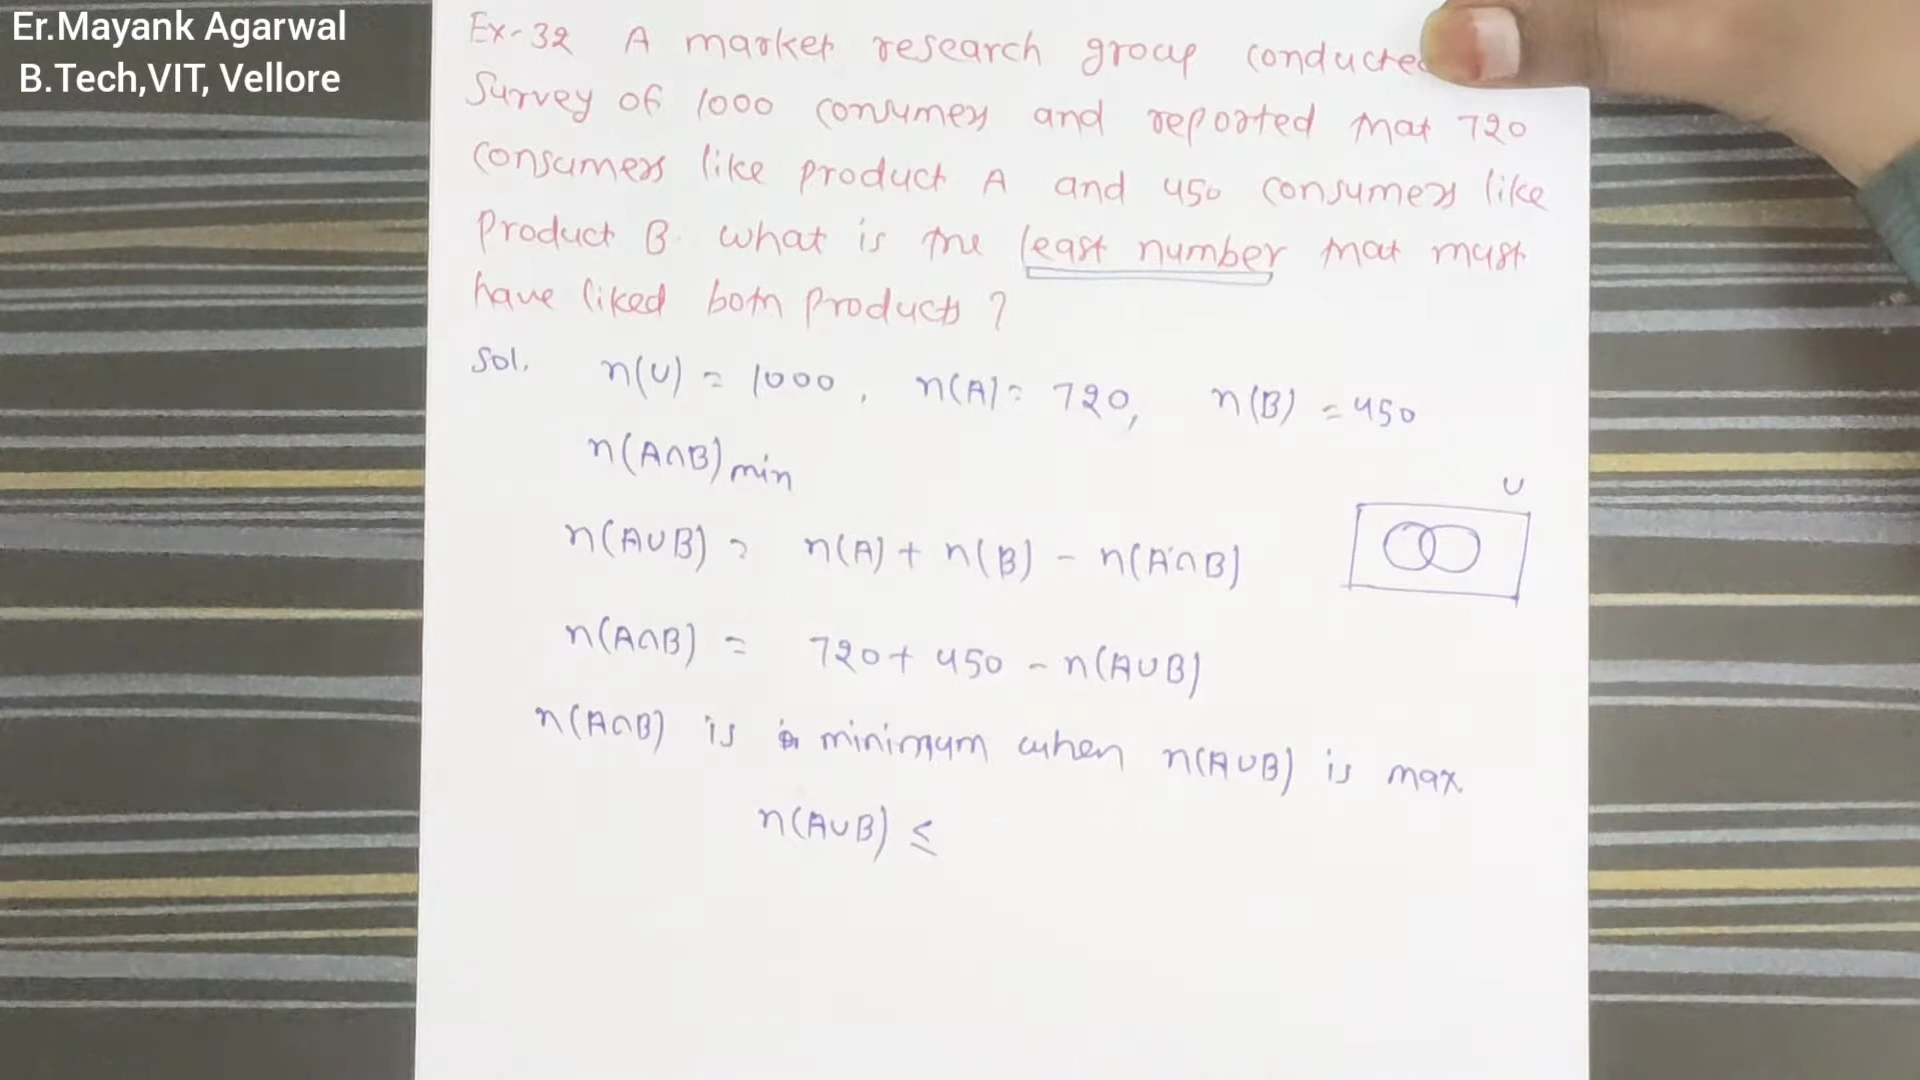 Er.Mayank Agarwal
B.Tech,VIT, Vellore
Ex-32 A market research group conducted
Survey of 1000 consumers and reported that 720
consumers like product A and 450 consumers like
product B. what is the least number that must
have liked both products ?
Sol. n(U) = 1000, n(A) = 720, n(B) = 450
n(A∩B) min
U
n(A∪B) = n(A) + n(B) - n(A∩B)
n(A∩B) = 720 + 450 - n(A∪B)
n(A∩B) is minimum when n(A∪B) is max
n(A∪B) ≤